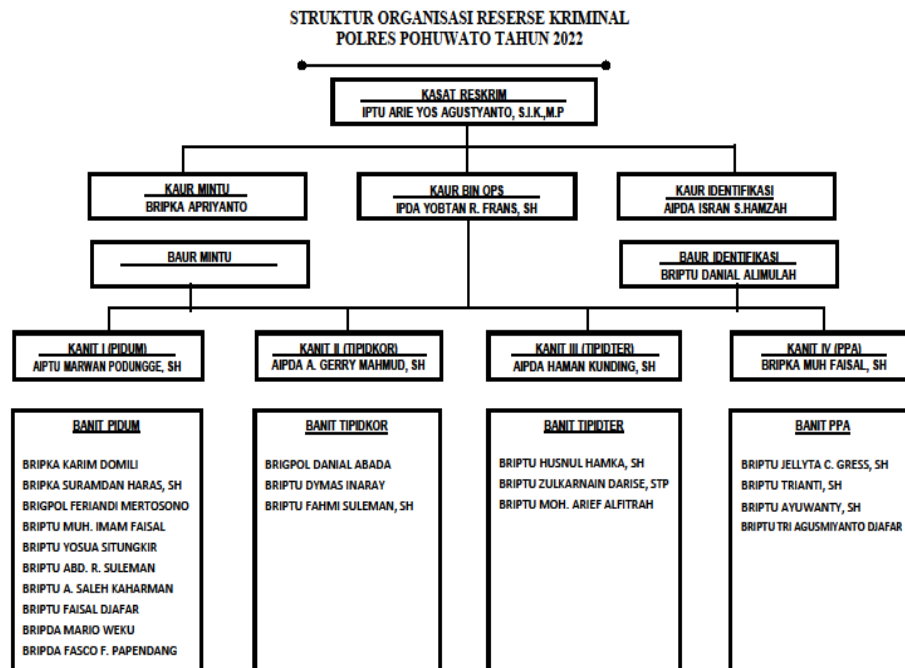 STRUKTUR ORGANISASI RESERSE KRIMINAL
POLRES POHUWATO TAHUN 2022
KASAT RESKRIM
IPTU ARIE YOS AGUSTYANTO, S.I.K.,M.P
KAUR MINTU
BRIPKA APRIYANTO
KAUR BIN OPS
IPDA YOBTAN R. FRANS, SH
KAUR IDENTIFIKASI
AIPDA ISRAN S.HAMZAH
BAUR MINTU
BAUR IDENTIFIKASI
BRIPTU DANIAL ALIMULAH
KANIT I (PIDUM)
AIPTU MARWAN PODUNGGE, SH
KANIT II (TIPIDKOR)
AIPDA A. GERRY MAHMUD, SH
KANIT III (TIPIDTER)
AIPDA HAMAN KUNDING, SH
KANIT IV (PPA)
BRIPKA MUH FAISAL, SH
BANIT PIDUM
BRIPKA KARIM DOMILI
BRIPKA SURAMDAN HARAS, SH
BRIGPOL FERIANDI MERTOSONO
BRIPTU MUH. IMAM FAISAL
BRIPTU YOSUA SITUNGKIR
BRIPTU ABD. R. SULEMAN
BRIPTU A. SALEH KAHARMAN
BRIPTU FAISAL DJAFAR
BRIPDA MARIO WEKU
BRIPDA FASCO F. PAPENDANG
BANIT TIPIDKOR
BRIGPOL DANIAL ABADA
BRIPTU DYMAS INARAY
BRIPTU FAHMI SULEMAN, SH
BANIT TIPIDTER
BRIPTU HUSNUL HAMKA, SH
BRIPTU ZULKARNAIN DARISE, STP
BRIPTU MOH. ARIEF ALFITRAH
BANIT PPA
BRIPTU JELLYTA C. GRESS, SH
BRIPTU TRIANTI, SH
BRIPTU AYUWANTY, SH
BRIPTU TRI AGUSMIYANTO DJAFAR